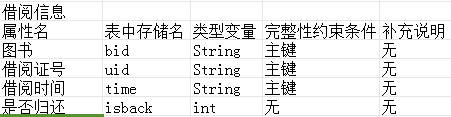 借阅信息
属性名 表中存储名 类型变量 完整性约束条件 补充说明
图书 bid String 主键 无
借阅证号 uid String 主键 无
借阅时间 time String 主键 无
是否归还 isback int 无 无